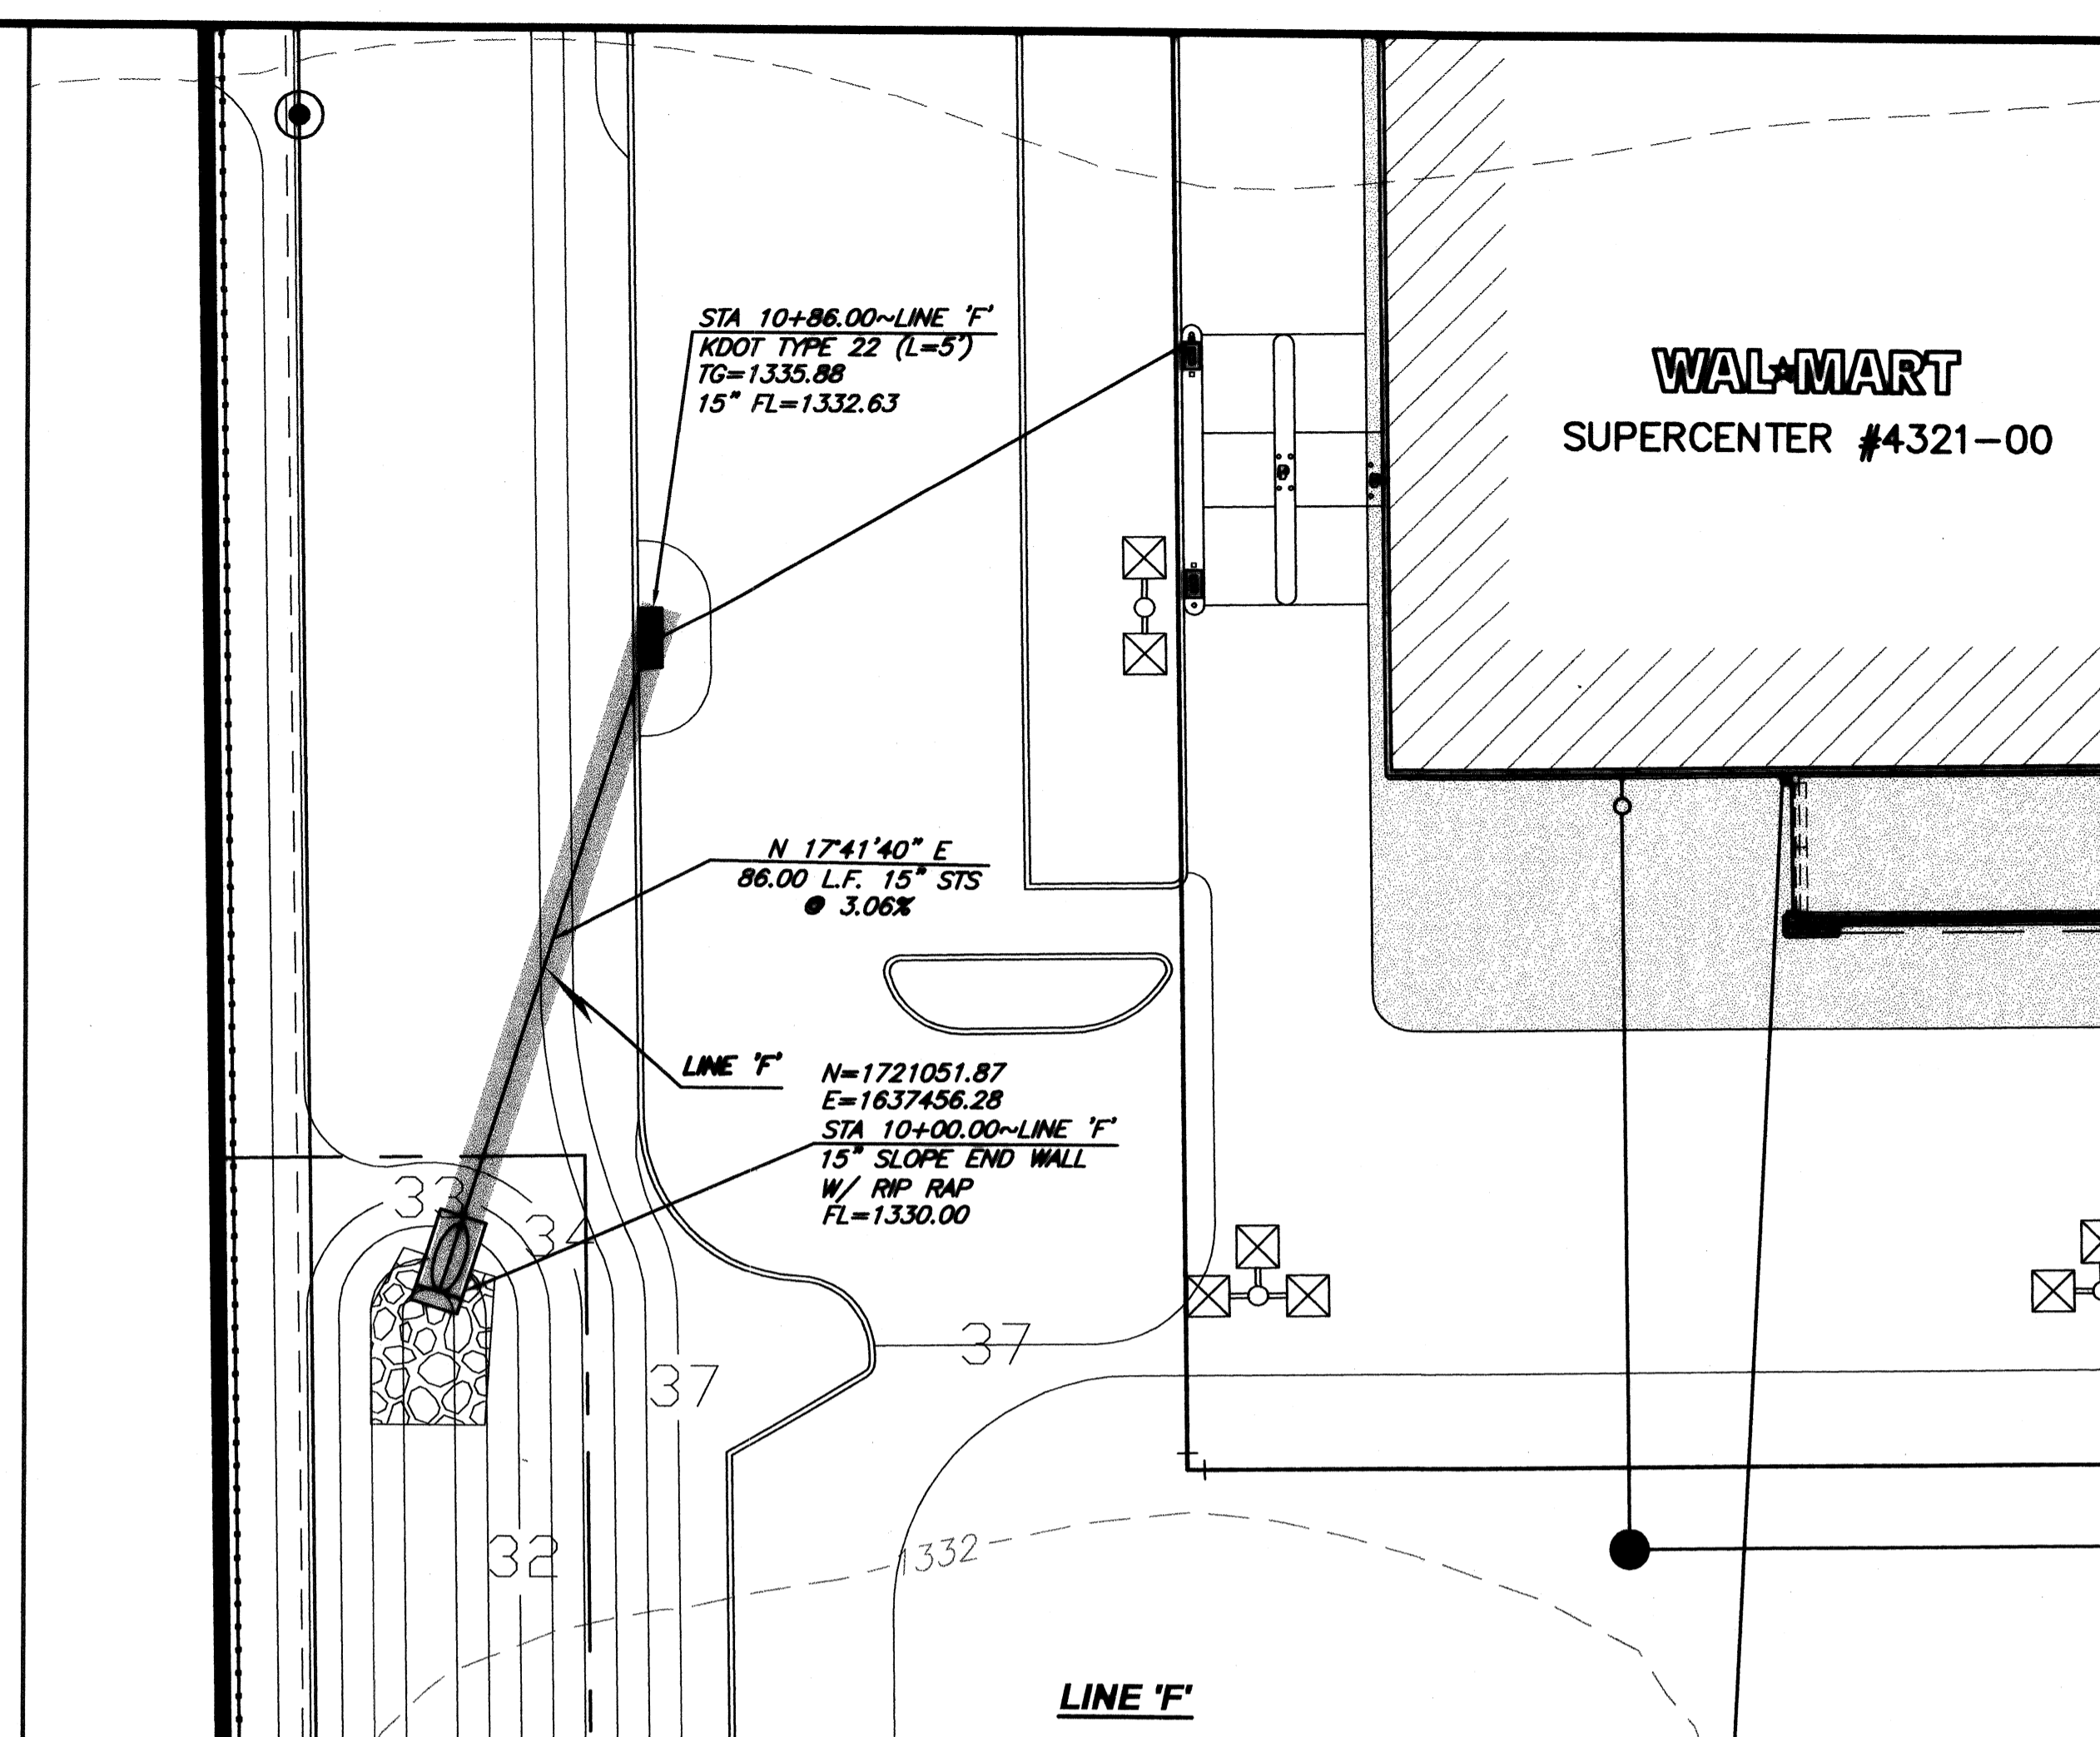 STA 10+86.00~LINE 'F'
KDOT TYPE 22 (L=5')
TG=1335.88
15" FL=1332.63
WAL★MART
SUPERCENTER #4321-00
N 17°41'40" E
86.00 L.F. 15" STS
@ 3.06%
LINE 'F'
N=1721051.87
E=1637456.28
STA 10+00.00~LINE 'F'
15" SLOPE END WALL
W/ RIP RAP
FL=1330.00
33
34
37
37
32
1332
LINE 'F'